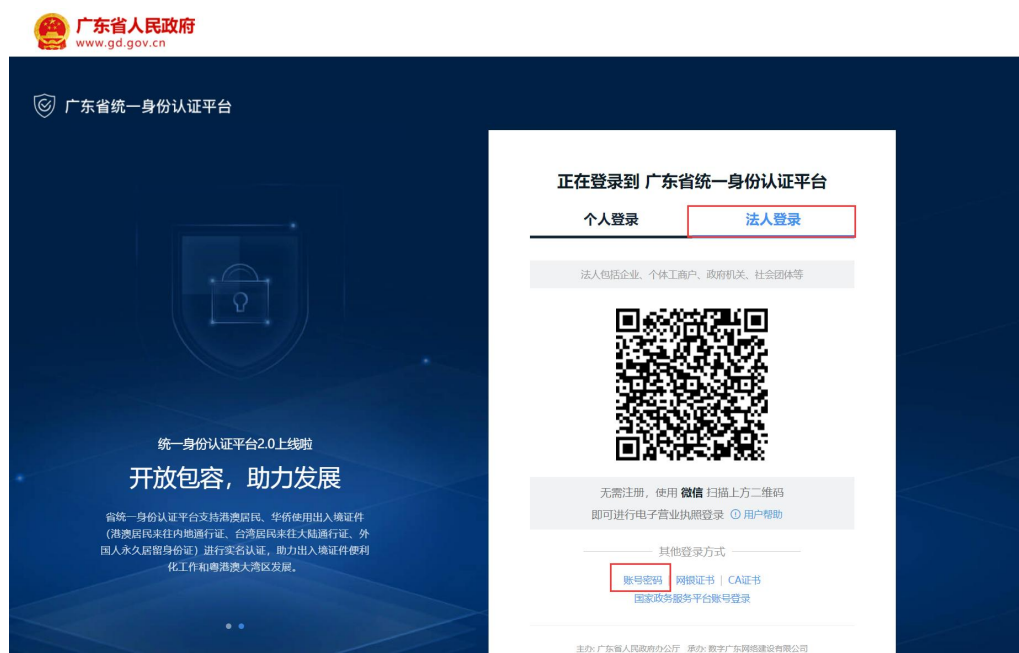 广东省人民政府
www.gd.gov.cn
广东省统一身份认证平台
统一身份认证平台2.0上线啦
开放包容，助力发展
省统一身份认证平台支持港澳居民、华侨使用出入境证件
(港澳居民来往内地通行证、台湾居民来往大陆通行证、外
国人永久居留身份证）进行实名认证，助力出入境证件便利
化工作和粤港澳大湾区发展。
正在登录到 广东省统一身份认证平台
个人登录 法人登录
法人包括企业、个体工商户、政府机关、社会团体等
无需注册，使用 微信 扫描上方二维码
即可进行电子营业执照登录 用户帮助
其他登录方式
账号密码 | 网银证书 | CA证书
国家政务服务平台账号登录
主办: 广东省人民政府办公厅 承办: 数字广东网络建设有限公司